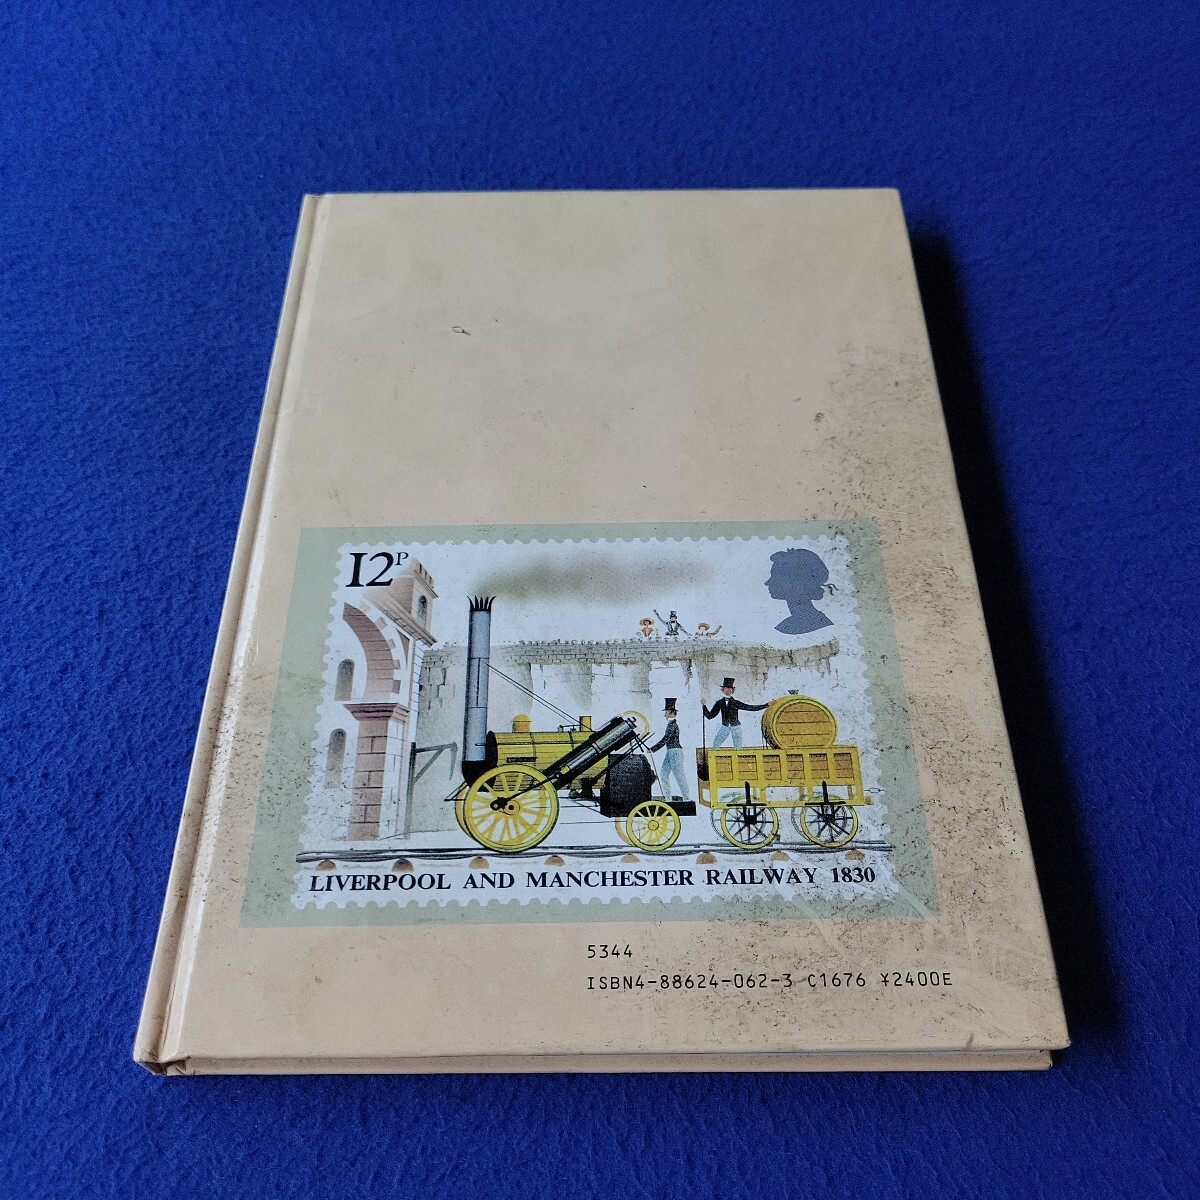 12P
LIVERPOOL AND MANCHESTER RAILWAY 1830
5344
ISBN4-88624-062-3 C1676 ¥2400E